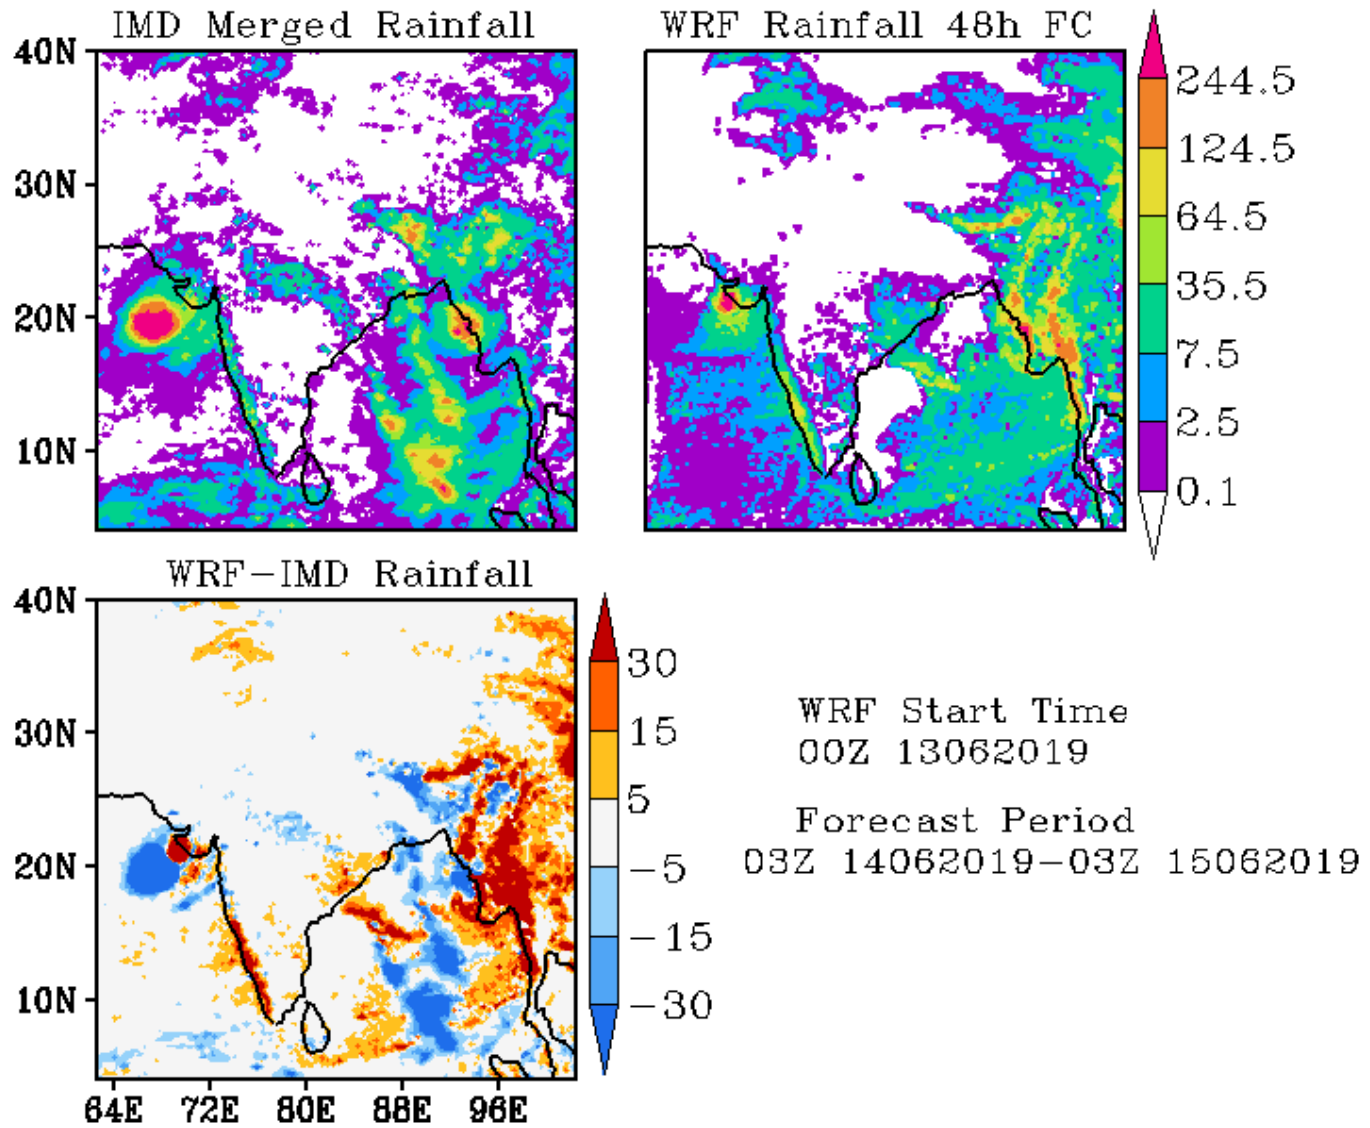 IMD Merged Rainfall
WRF Rainfall 48h FC
40N
30N
20N
10N
244.5
124.5
64.5
35.5
7.5
2.5
0.1
WRF-IMD Rainfall
40N
30N
20N
10N
64E 72E 80E 88E 96E
30
15
5
-5
-15
-30
WRF Start Time
00Z 13062019
Forecast Period
03Z 14062019-03Z 15062019